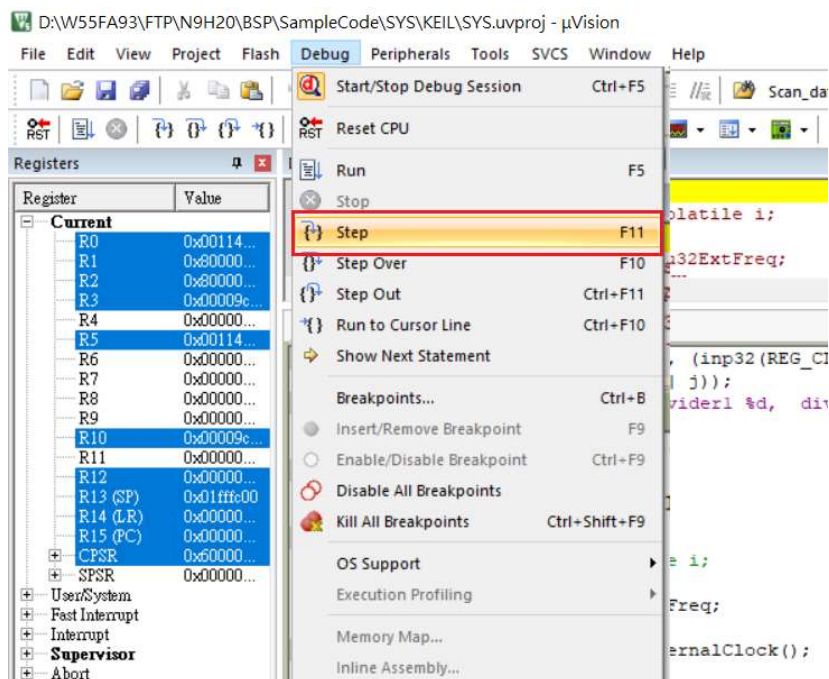 D:\W55FA93\FTP\N9H20\BSP\SampleCode\SYS\KEIL\SYS.uvproj - µVision
File Edit View Project Flash Debug Peripherals Tools SVCS Window Help
Start/Stop Debug Session Ctrl+F5
Scan_da
RST
RST Reset CPU
Registers
Run F5
Register Value
Stop
Current
Step F11
R0 0x00114...
R1 0x80000...
R2 0x80000...
R3 0x00009c...
R4 0x00000...
R5 0x00114...
R6 0x00000...
R7 0x00000...
R8 0x00000...
R9 0x00000...
R10 0x00009c...
R11 0x00000...
R12 0x00000...
R13 (SP) 0x01fffc00
R14 (LR) 0x00000...
R15 (PC) 0x00000...
CPSR 0x60000...
SPSR 0x00000...
User/System
Fast Interrupt
Interrupt
Supervisor
Abort
Step Over F10
Step Out Ctrl+F11
Run to Cursor Line Ctrl+F10
Show Next Statement
Breakpoints... Ctrl+B
Insert/Remove Breakpoint F9
Enable/Disable Breakpoint Ctrl+F9
Disable All Breakpoints
Kill All Breakpoints Ctrl+Shift+F9
OS Support
Execution Profiling
Memory Map...
Inline Assembly...
olatile i;
u32ExtFreq;
, (inp32(REG_CL
| j));
vider1 %d, div
e i;
Freq;
ernalClock();